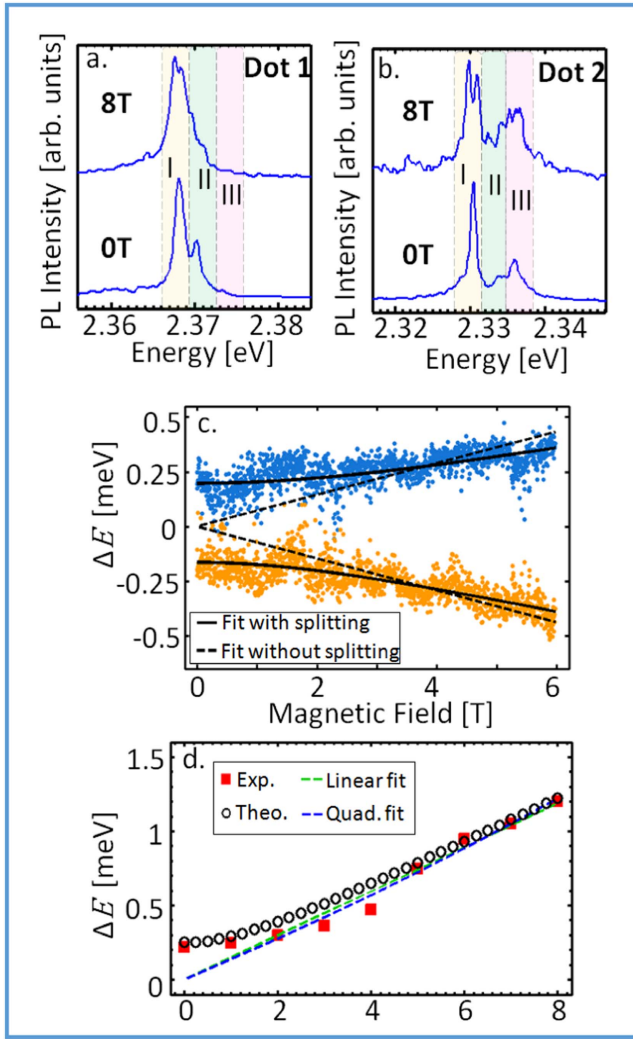 a. Dot 1
b. Dot 2
PL Intensity [arb. units]
8T
I II III
0T
2.36 2.37 2.38
Energy [eV]
PL Intensity [arb. units]
8T
I II III
0T
2.32 2.33 2.34
Energy [eV]
c.
ΔE [meV]
0.5
0.25
0
-0.25
-0.5
Fit with splitting
Fit without splitting
0 2 4 6
Magnetic Field [T]
d.
ΔE [meV]
1.5
1
0.5
0
Exp. Linear fit
Theo. Quad. fit
0 2 4 6 8